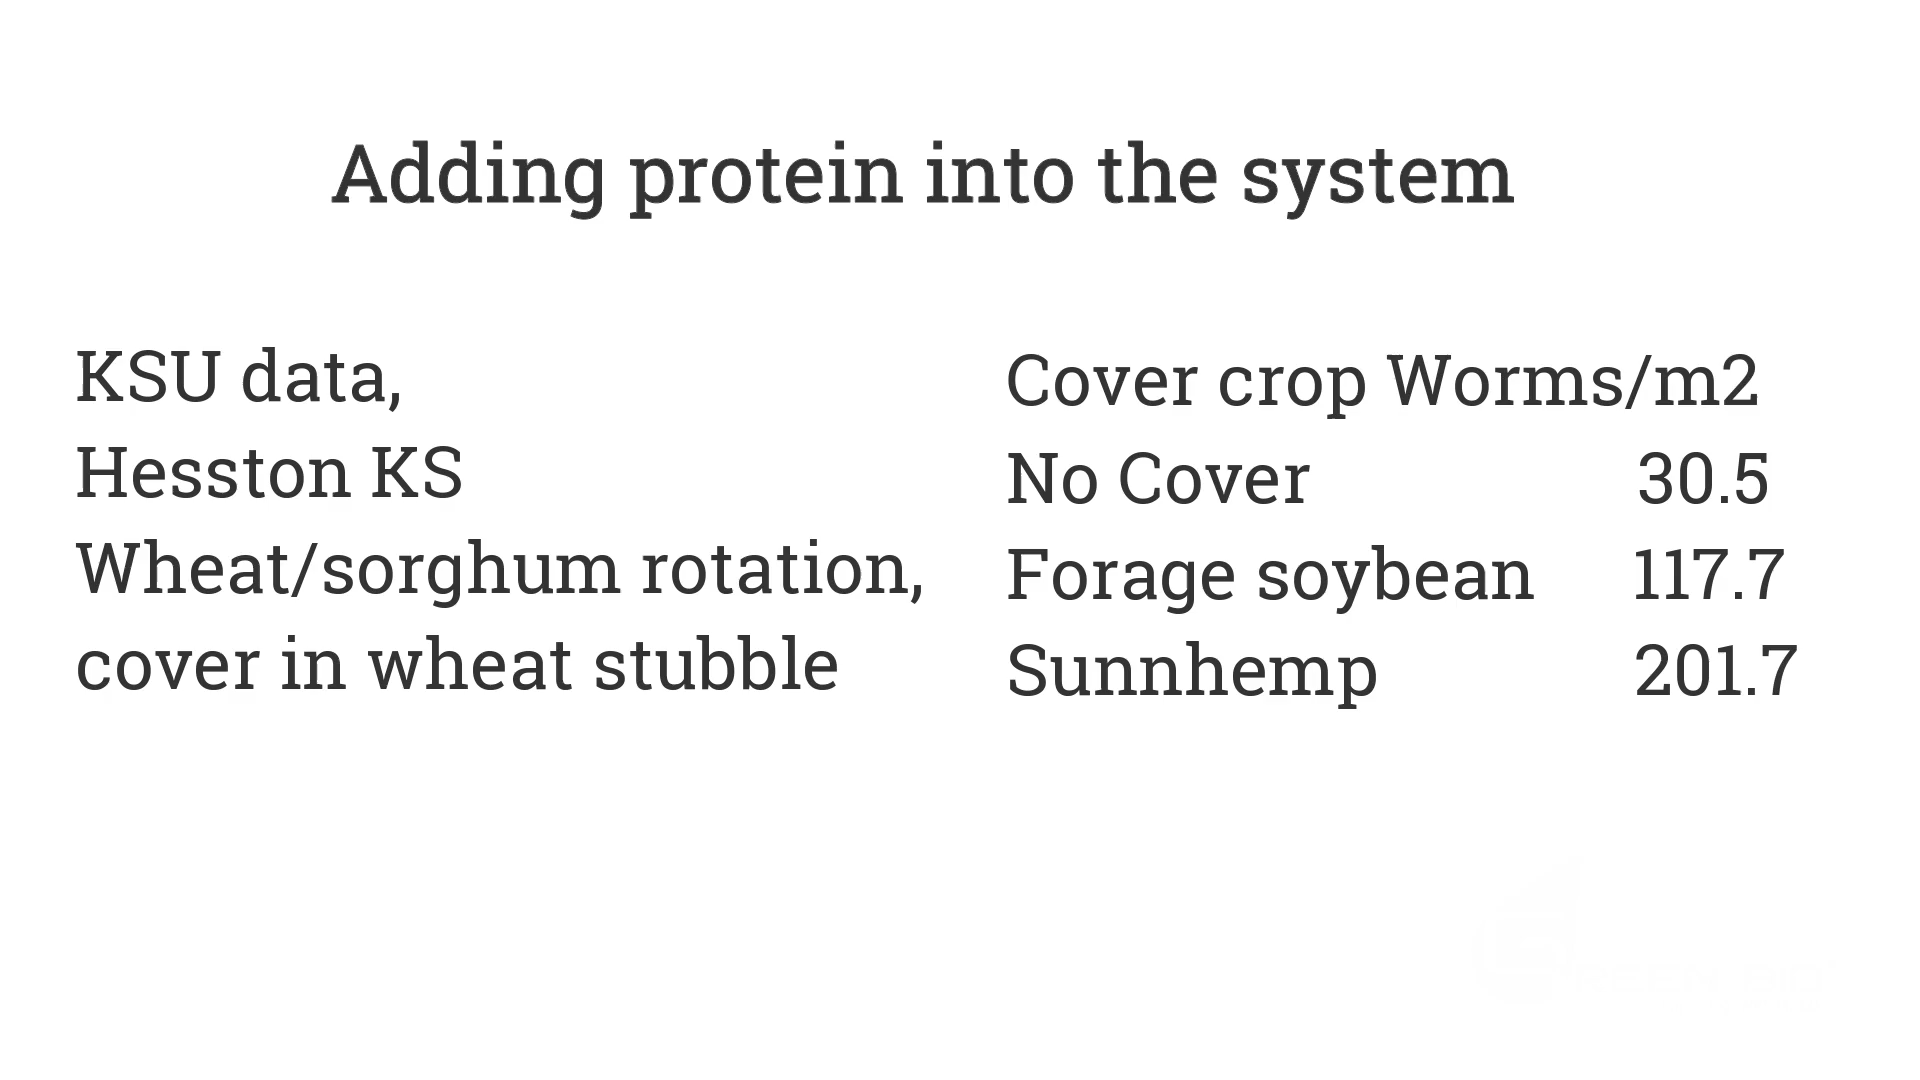 Adding protein into the system
KSU data,
Hesston KS
Wheat/sorghum rotation,
cover in wheat stubble
Cover crop Worms/m2
No Cover 30.5
Forage soybean 117.7
Sunnhemp 201.7